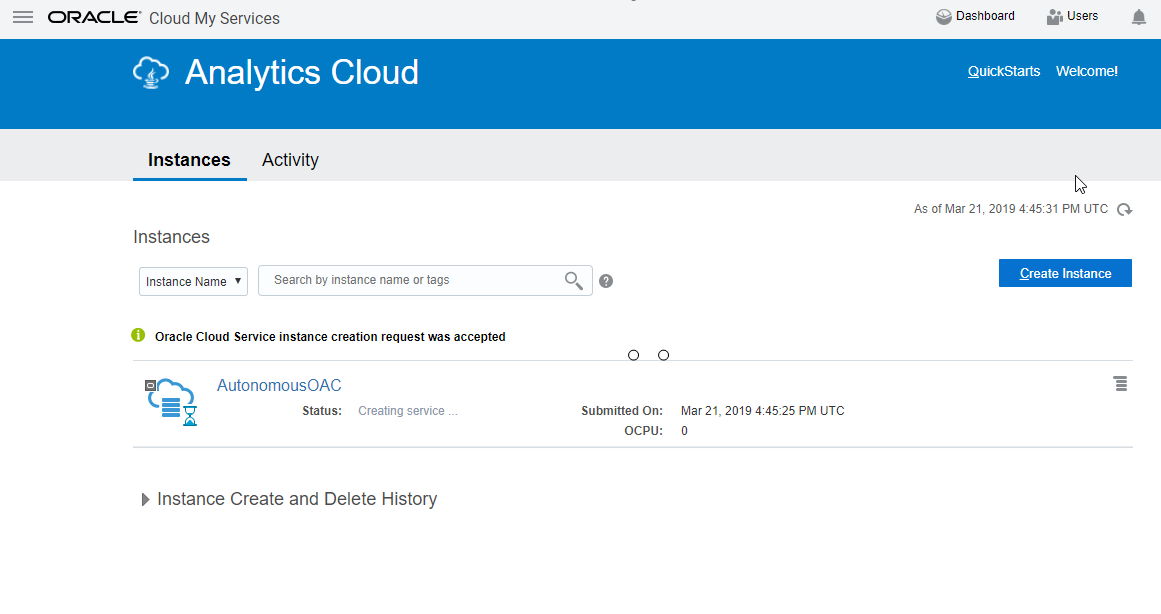 ORACLE Cloud My Services Dashboard Users
Analytics Cloud QuickStarts Welcome!
Instances Activity
As of Mar 21, 2019 4:45:31 PM UTC
Instances
Instance Name Search by instance name or tags ? Create Instance
i Oracle Cloud Service instance creation request was accepted
AutonomousOAC
Status: Creating service ... Submitted On: Mar 21, 2019 4:45:25 PM UTC
OCPU: 0
Instance Create and Delete History